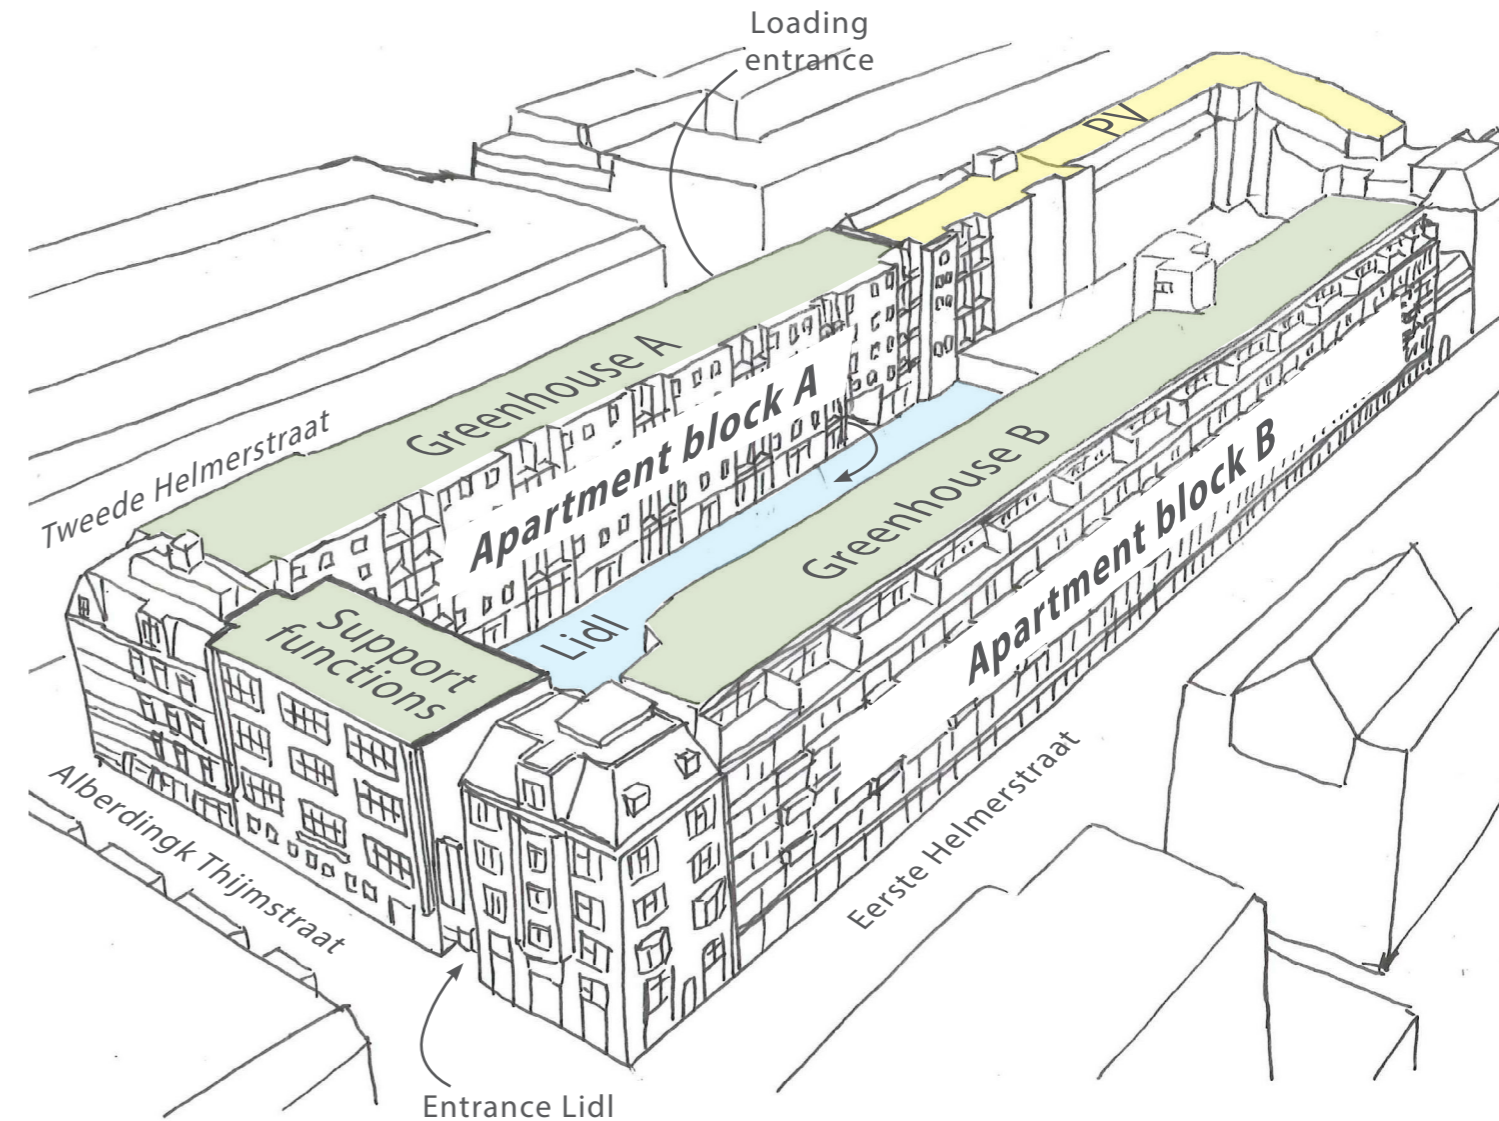 Loading
entrance
PV
Greenhouse A
Apartment block A
Tweede Helmerstraat
Greenhouse B
Apartment block B
Lidl
Support
functions
Alberdingk Thijmstraat
Eerste Helmerstraat
Entrance Lidl